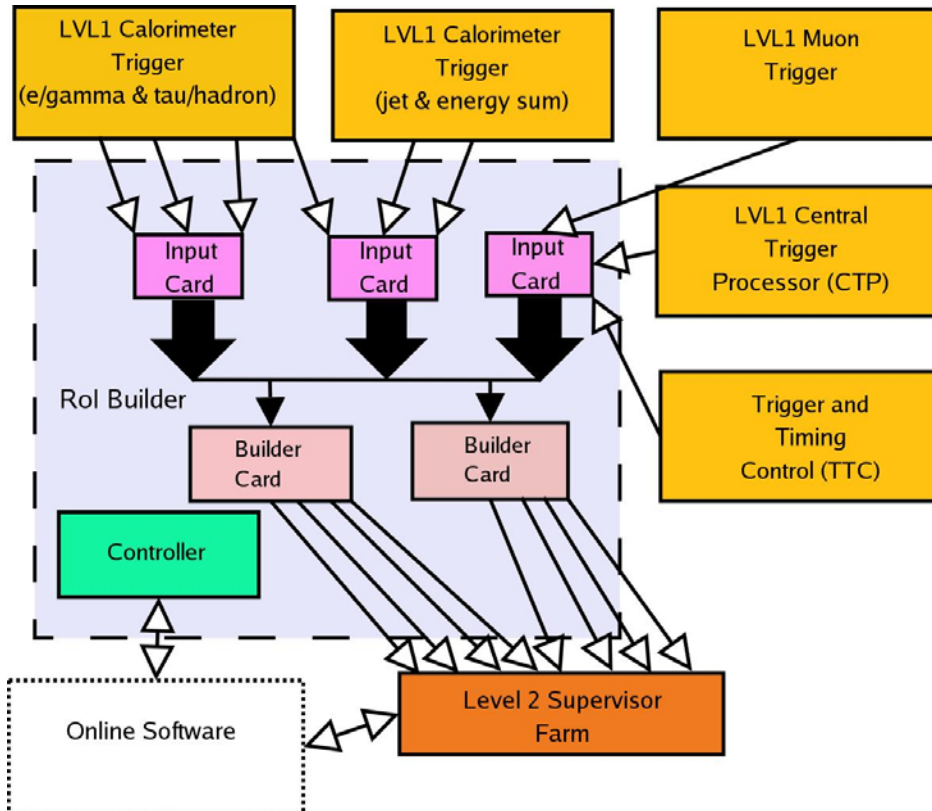 LVL1 Calorimeter
Trigger
(e/gamma & tau/hadron)
LVL1 Calorimeter
Trigger
(jet & energy sum)
LVL1 Muon
Trigger
LVL1 Central
Trigger
Processor (CTP)
Input
Card
Input
Card
Input
Card
RoI Builder
Trigger and
Timing
Control (TTC)
Builder
Card
Builder
Card
Controller
Level 2 Supervisor
Farm
Online Software